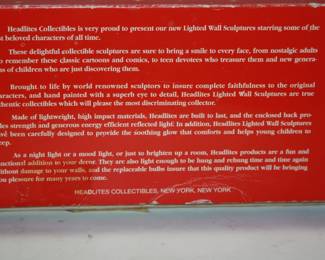 Headlites Collectibles is very proud to present our new Lighted Wall Sculptures starring some of the
t beloved characters of all time.
These delightful collectible sculptures are sure to bring a smile to every face, from nostalgic adults
o remember these classic cartoons and comics, to teen devotees who treasure them and new genera-
ns of children who are just discovering them.
Brought to life by world renowned sculptors to insure complete faithfulness to the original
aracters, and hand painted with a superb eye to detail, Headlites Lighted Wall Sculptures are true
thentic collectibles which will please the most discriminating collector.
Made of lightweight, high impact materials, Headlites are built to last, and the enclosed back pro-
les strength and generous energy efficient reflected light. In addition, Headlites Lighted Wall Sculptures
ve been carefully designed to provide the soothing glow that comforts and helps young children to
ep.
As a night light or a mood light, or just to brighten up a room, Headlites products are a fun and
nctional addition to your decor. They are also light enough to be hung and rehung time and time again
without damage to your walls, and the replaceable bulbs insure that this quality product will be bringing
ou pleasure for many years to come.
HEADLITES COLLECTIBLES, NEW YORK, NEW YORK